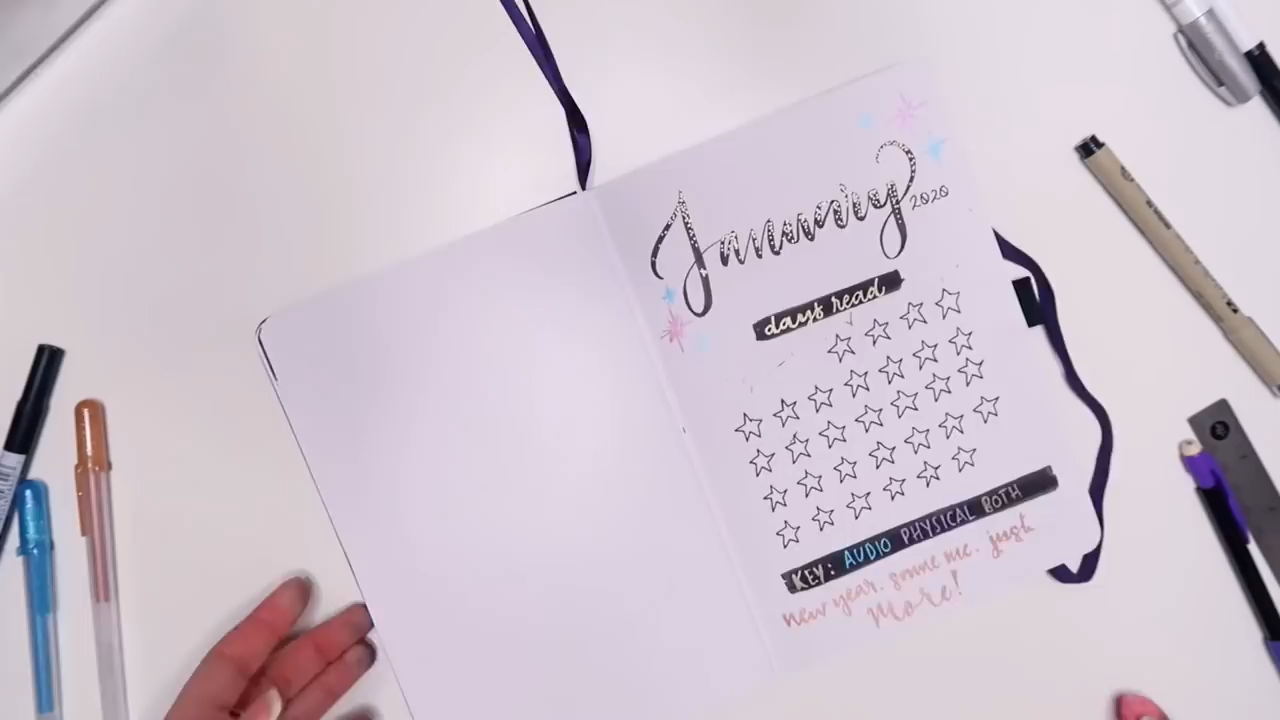 January 2020
days read
KEY: AUDIO PHYSICAL BOTH
new year. same me. just
more!